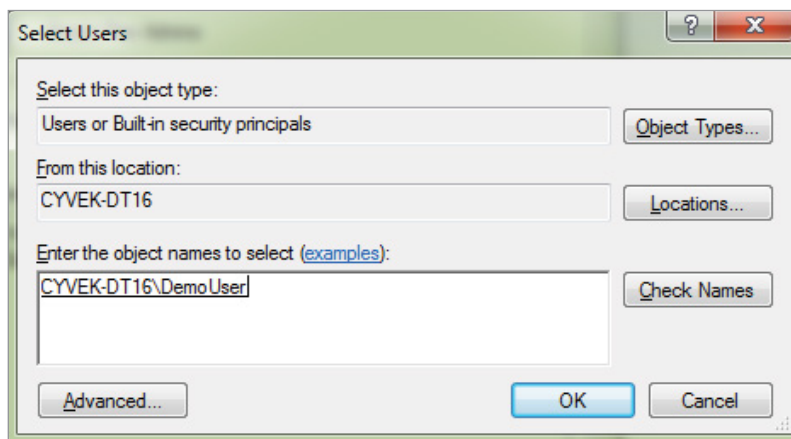 Select Users
Select this object type:
Users or Built-in security principals
Object Types...
From this location:
CYVEK-DT16
Locations...
Enter the object names to select (examples):
CYVEK-DT16\DemoUser
Check Names
Advanced...
OK
Cancel